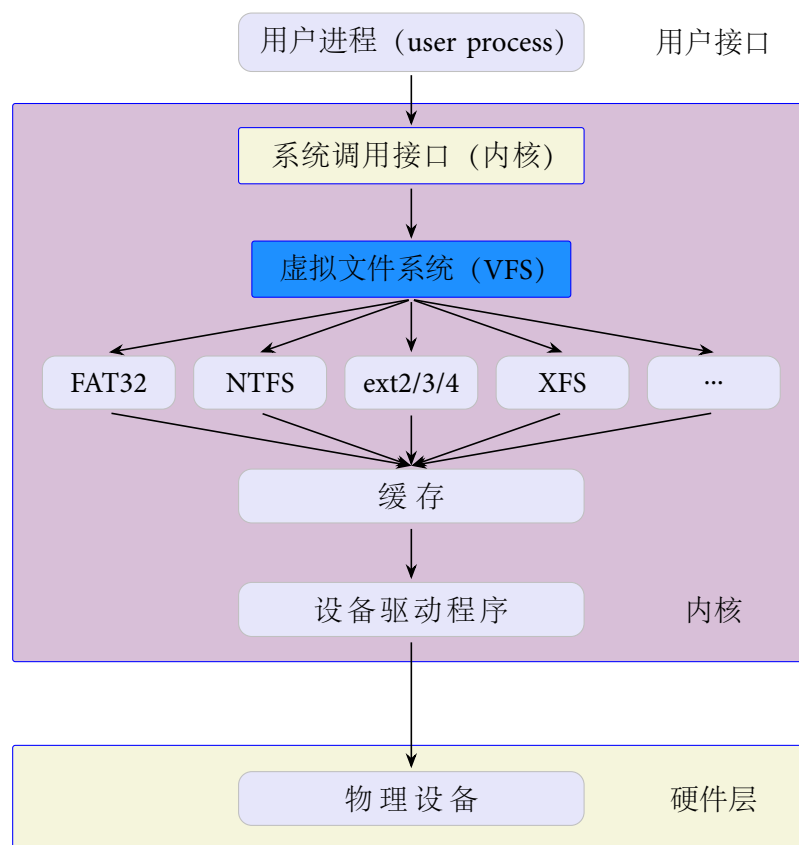 用户进程（user process） 用户接口
系统调用接口（内核）
虚拟文件系统（VFS）
FAT32 NTFS ext2/3/4 XFS ...
缓存
设备驱动程序 内核
物理设备 硬件层